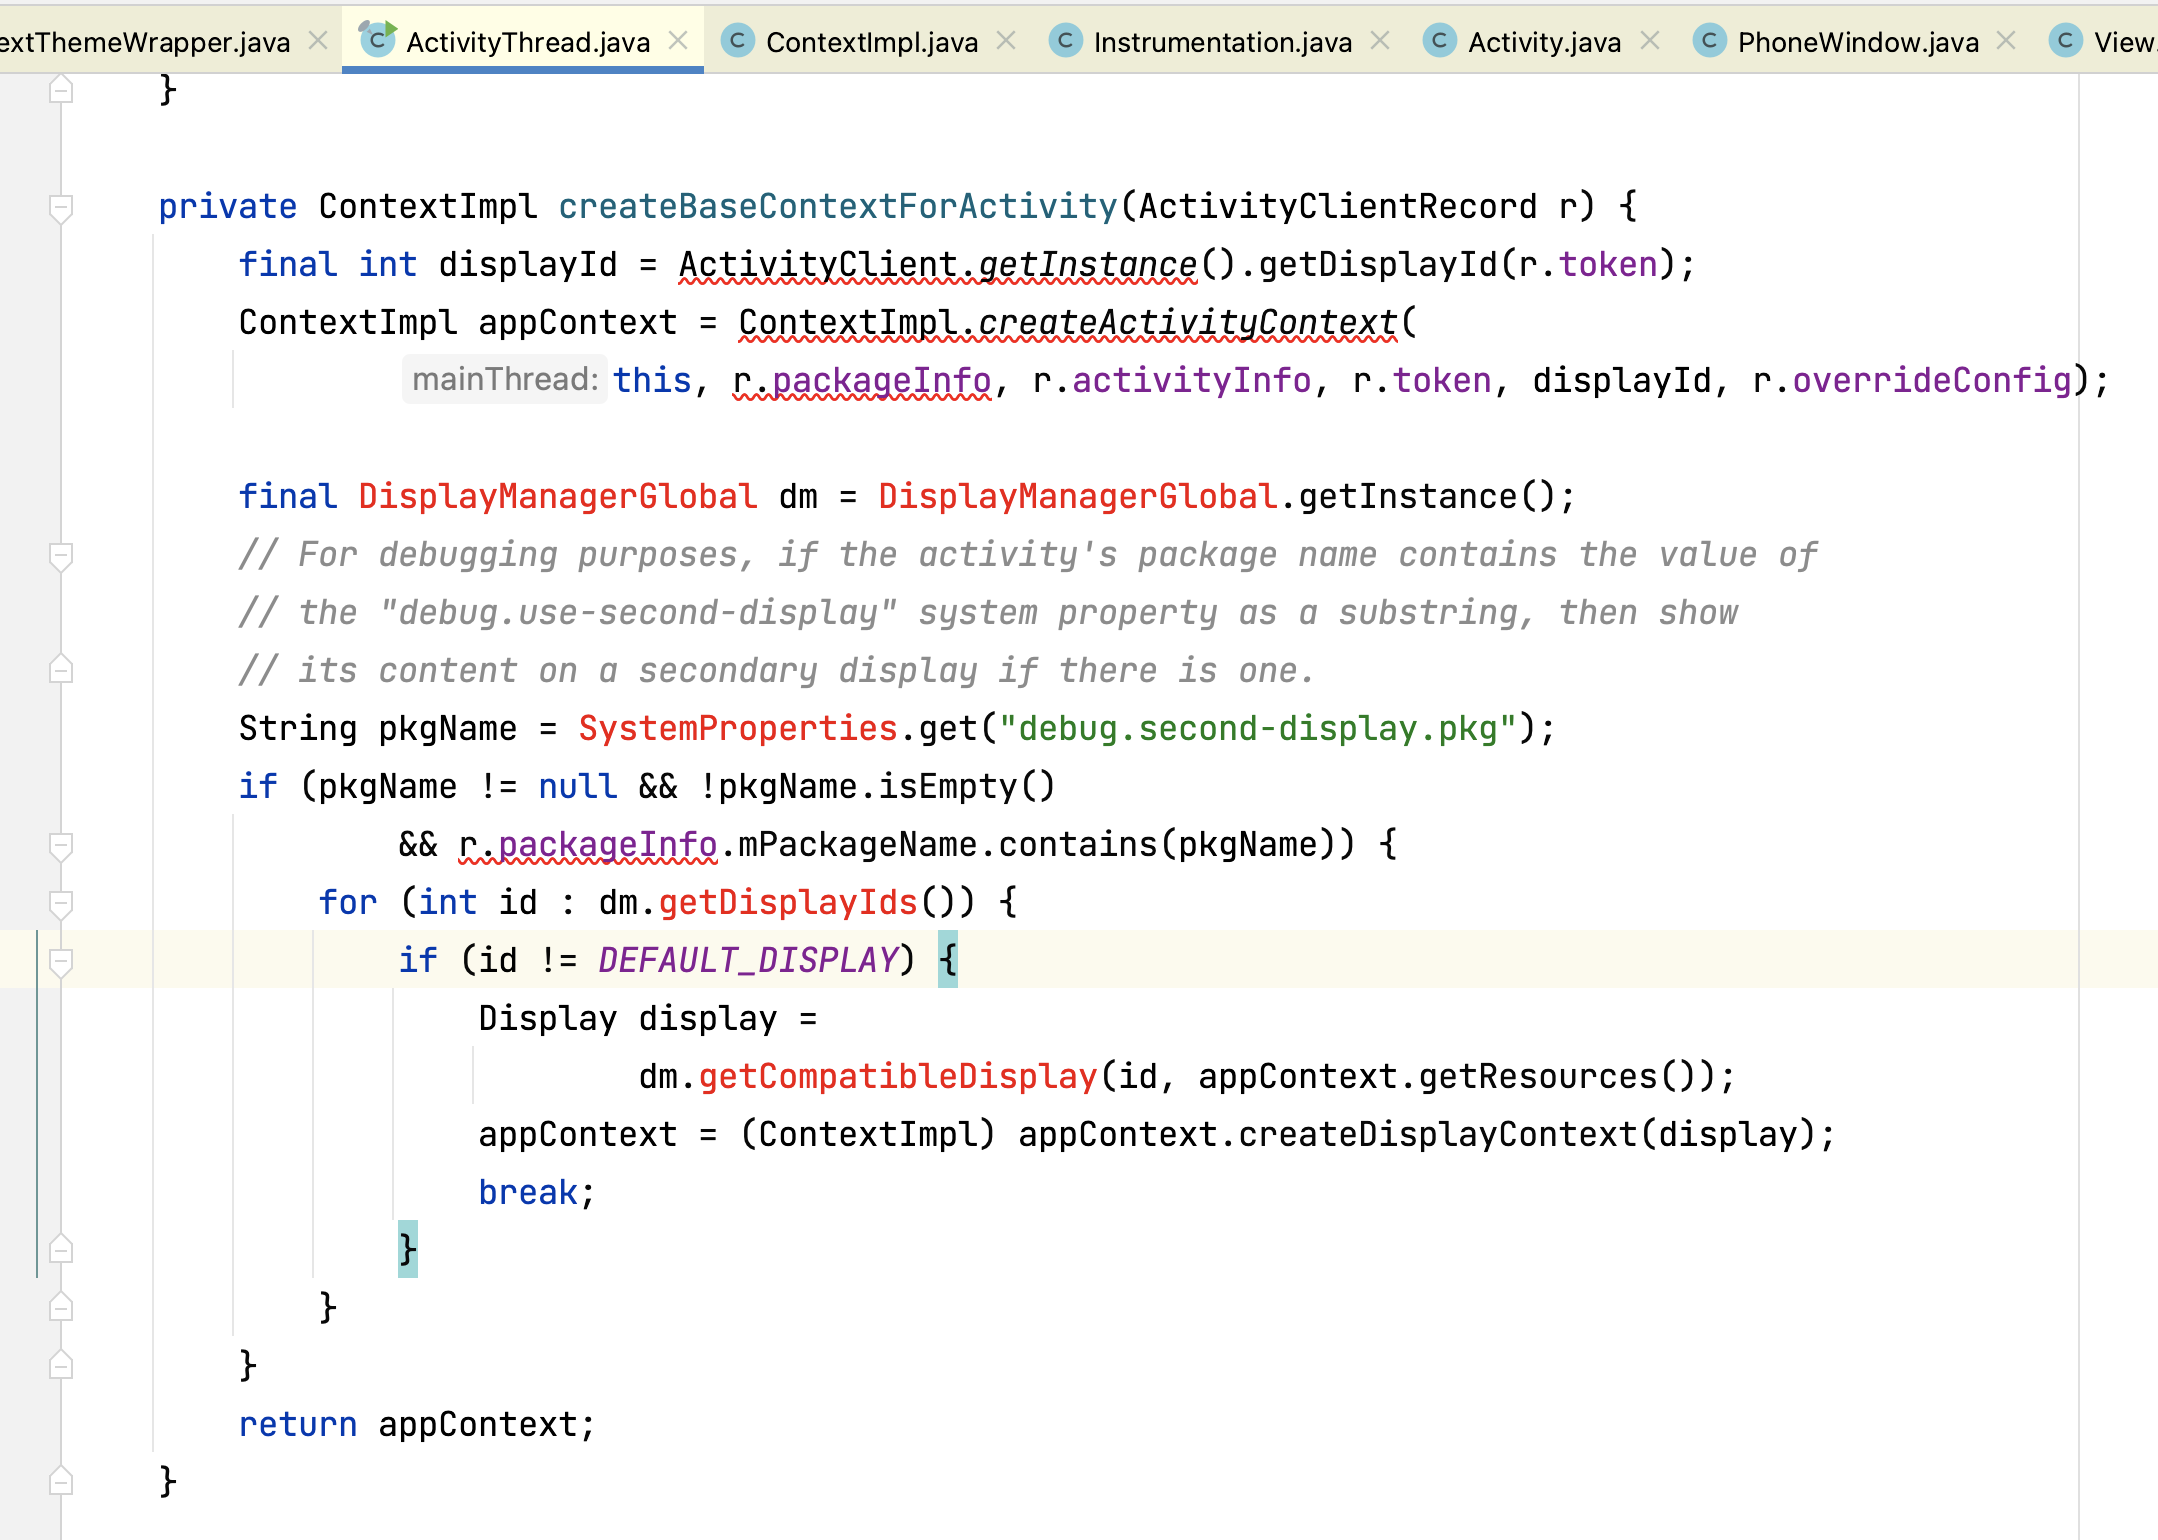 extThemeWrapper.java ActivityThread.java ContextImpl.java Instrumentation.java Activity.java PhoneWindow.java View.
}
private ContextImpl createBaseContextForActivity(ActivityClientRecord r) {
final int displayId = ActivityClient.getInstance().getDisplayId(r.token);
ContextImpl appContext = ContextImpl.createActivityContext(
mainThread: this, r.packageInfo, r.activityInfo, r.token, displayId, r.overrideConfig);
final DisplayManagerGlobal dm = DisplayManagerGlobal.getInstance();
// For debugging purposes, if the activity's package name contains the value of
// the "debug.use-second-display" system property as a substring, then show
// its content on a secondary display if there is one.
String pkgName = SystemProperties.get("debug.second-display.pkg");
if (pkgName != null && !pkgName.isEmpty()
&& r.packageInfo.mPackageName.contains(pkgName)) {
for (int id : dm.getDisplayIds()) {
if (id != DEFAULT_DISPLAY) {
Display display =
dm.getCompatibleDisplay(id, appContext.getResources());
appContext = (ContextImpl) appContext.createDisplayContext(display);
break;
}
}
}
return appContext;
}